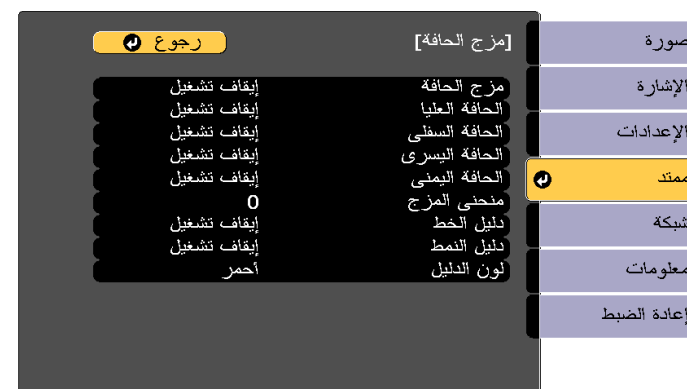 صورة
الإشارة
الإعدادات
ممتد
شبكة
معلومات
إعادة الضبط
[مزج الحافة] رجوع
مزج الحافة إيقاف تشغيل
الحافة العليا إيقاف تشغيل
الحافة السفلى إيقاف تشغيل
الحافة اليسرى إيقاف تشغيل
الحافة اليمنى إيقاف تشغيل
منحنى المزج 0
دليل الخط إيقاف تشغيل
دليل النمط إيقاف تشغيل
لون الدليل أحمر